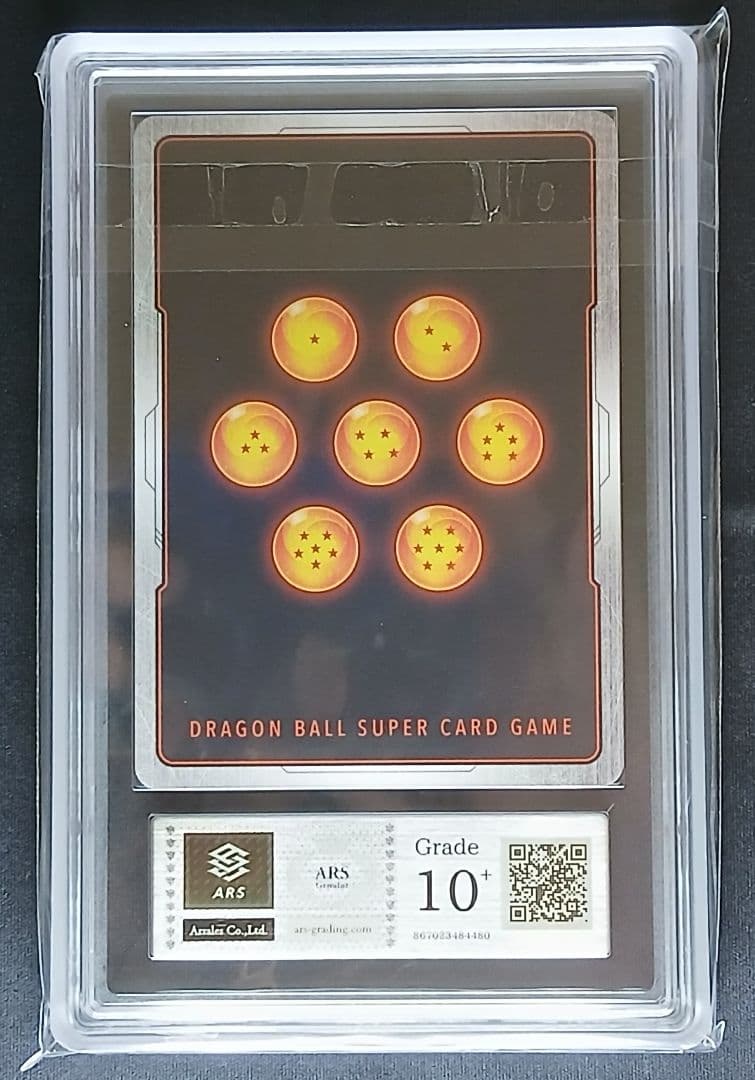 DRAGON BALL SUPER CARD GAME
ARS
ARS
Grade
10+
Arrales Co.,Ltd.
ars-grading.com
867023484480